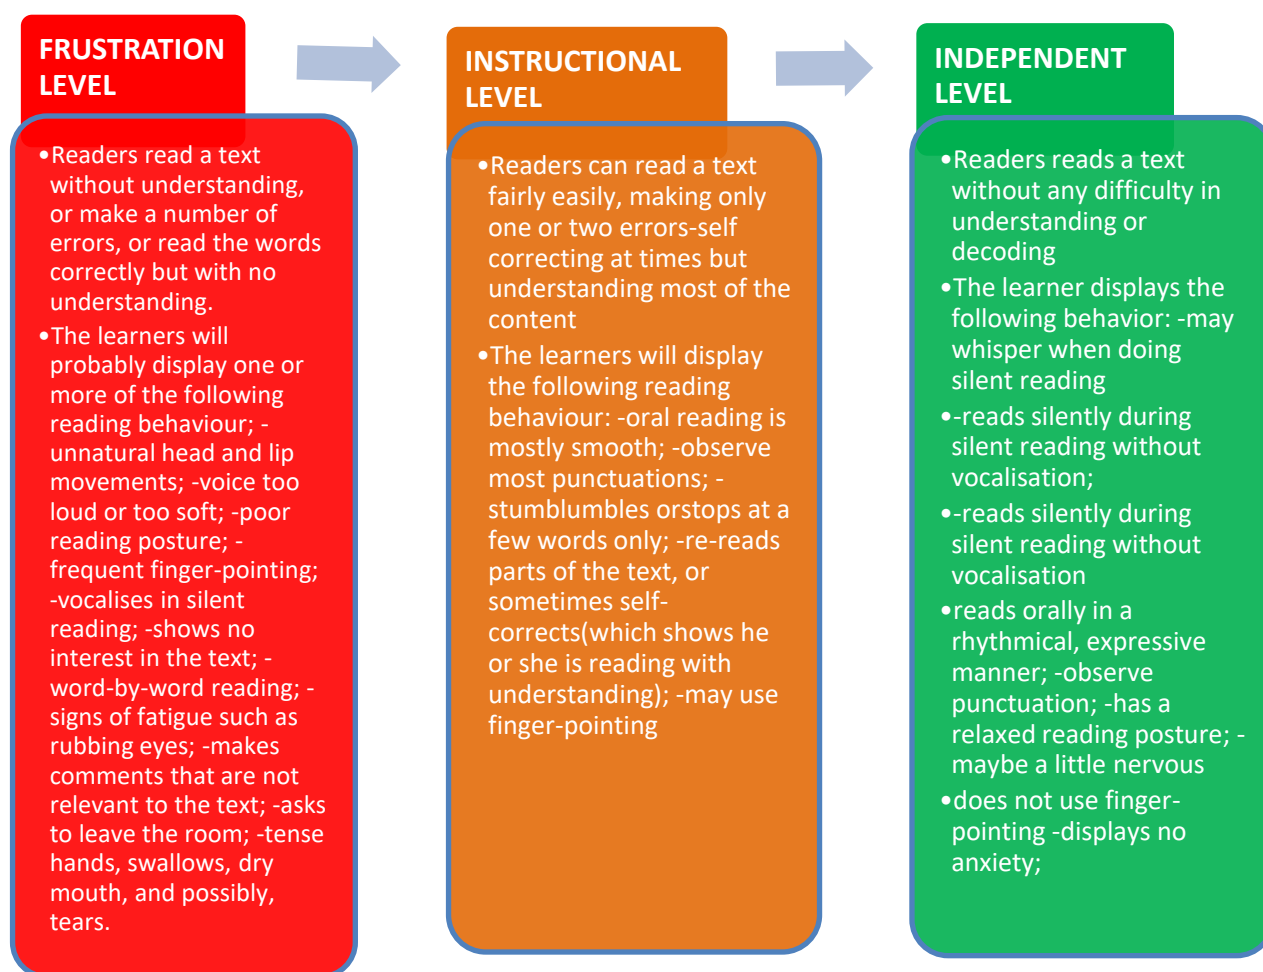 FRUSTRATION
LEVEL
•Readers read a text
without understanding,
or make a number of
errors, or read the words
correctly but with no
understanding.
•The learners will
probably display one or
more of the following
reading behaviour; -
unnatural head and lip
movements; -voice too
loud or too soft; -poor
reading posture; -
frequent finger-pointing;
-vocalises in silent
reading; -shows no
interest in the text; -
word-by-word reading; -
signs of fatigue such as
rubbing eyes; -makes
comments that are not
relevant to the text; -asks
to leave the room; -tense
hands, swallows, dry
mouth, and possibly,
tears.
INSTRUCTIONAL
LEVEL
•Readers can read a text
fairly easily, making only
one or two errors-self
correcting at times but
understanding most of the
content
•The learners will display
the following reading
behaviour: -oral reading is
mostly smooth; -observe
most punctuations; -
stumblumbles orstops at a
few words only; -re-reads
parts of the text, or
sometimes self-
corrects(which shows he
or she is reading with
understanding); -may use
finger-pointing
INDEPENDENT
LEVEL
•Readers reads a text
without any difficulty in
understanding or
decoding
•The learner displays the
following behavior: -may
whisper when doing
silent reading
•-reads silently during
silent reading without
vocalisation;
•-reads silently during
silent reading without
vocalisation
•reads orally in a
rhythmical, expressive
manner; -observe
punctuation; -has a
relaxed reading posture; -
maybe a little nervous
•does not use finger-
pointing -displays no
anxiety;